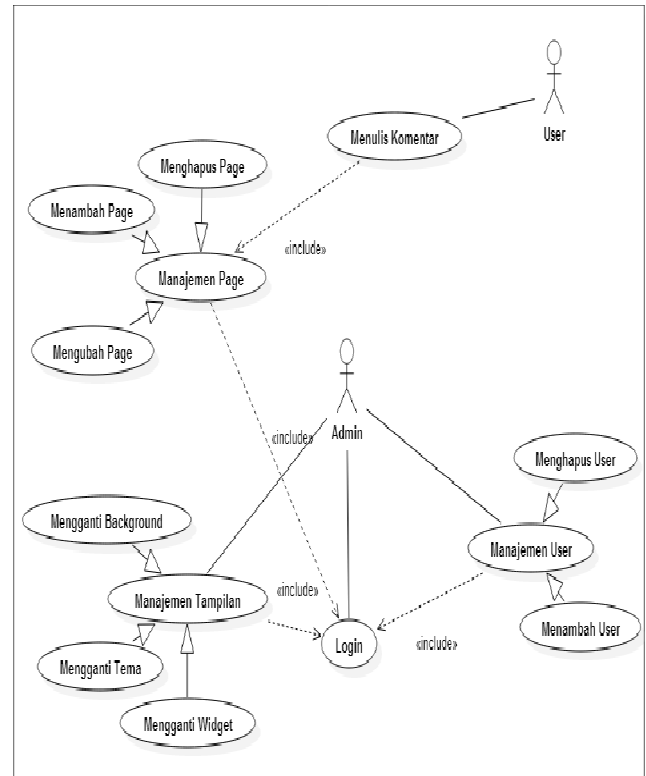 User
Menulis Komentar
Menghapus Page
Menambah Page
«include»
Manajemen Page
Mengubah Page
Admin
«include»
Menghapus User
Mengganti Background
Manajemen User
«include»
Manajemen Tampilan
Menambah User
Login
«include»
Mengganti Tema
Mengganti Widget